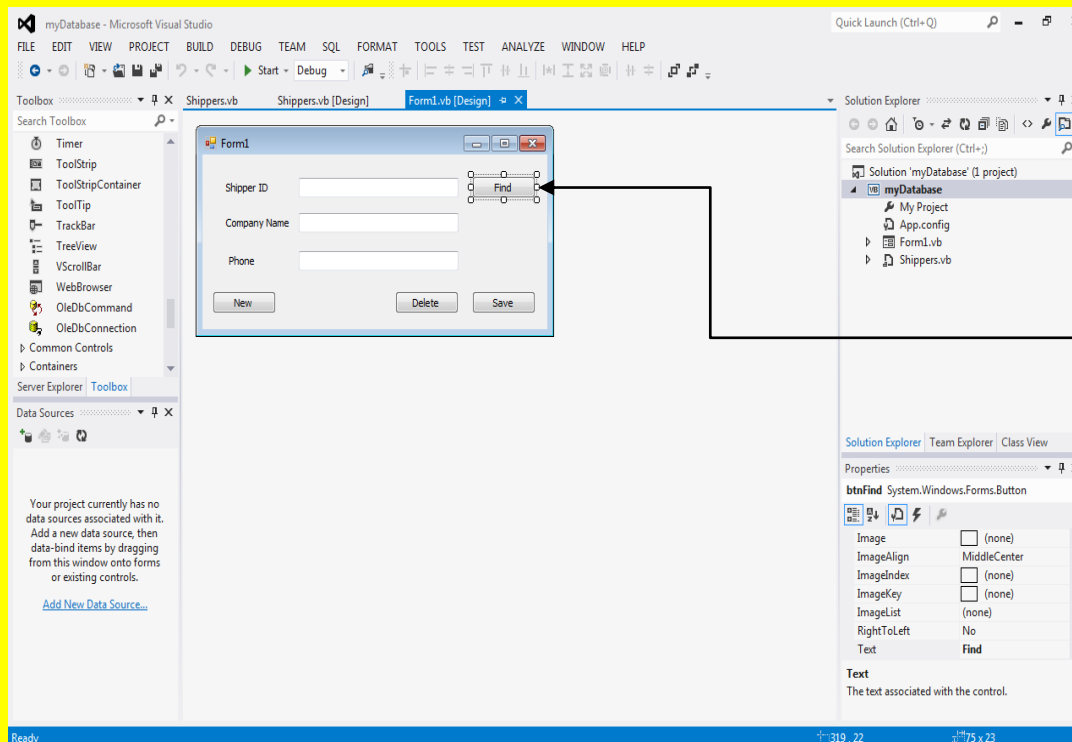 myDatabase - Microsoft Visual Studio
Quick Launch (Ctrl+Q)
FILE EDIT VIEW PROJECT BUILD DEBUG TEAM SQL FORMAT TOOLS TEST ANALYZE WINDOW HELP
Start Debug
Toolbox
Search Toolbox
Timer
ToolStrip
ToolStripContainer
ToolTip
TrackBar
TreeView
VScrollBar
WebBrowser
OleDbCommand
OleDbConnection
Common Controls
Containers
Server Explorer Toolbox
Data Sources
Your project currently has no
data sources associated with it.
Add a new data source, then
data-bind items by dragging
from this window onto forms
or existing controls.
Add New Data Source...
Shippers.vb Shippers.vb [Design] Form1.vb [Design]
Form1
Shipper ID Find
Company Name
Phone
New Delete Save
Solution Explorer
Search Solution Explorer (Ctrl+;)
Solution 'myDatabase' (1 project)
VB myDatabase
My Project
App.config
Form1.vb
Shippers.vb
Solution Explorer Team Explorer Class View
Properties
btnFind System.Windows.Forms.Button
Image (none)
ImageAlign MiddleCenter
ImageIndex (none)
ImageKey (none)
ImageList (none)
RightToLeft No
Text Find
Text
The text associated with the control.
Ready 319 , 22 75 x 23